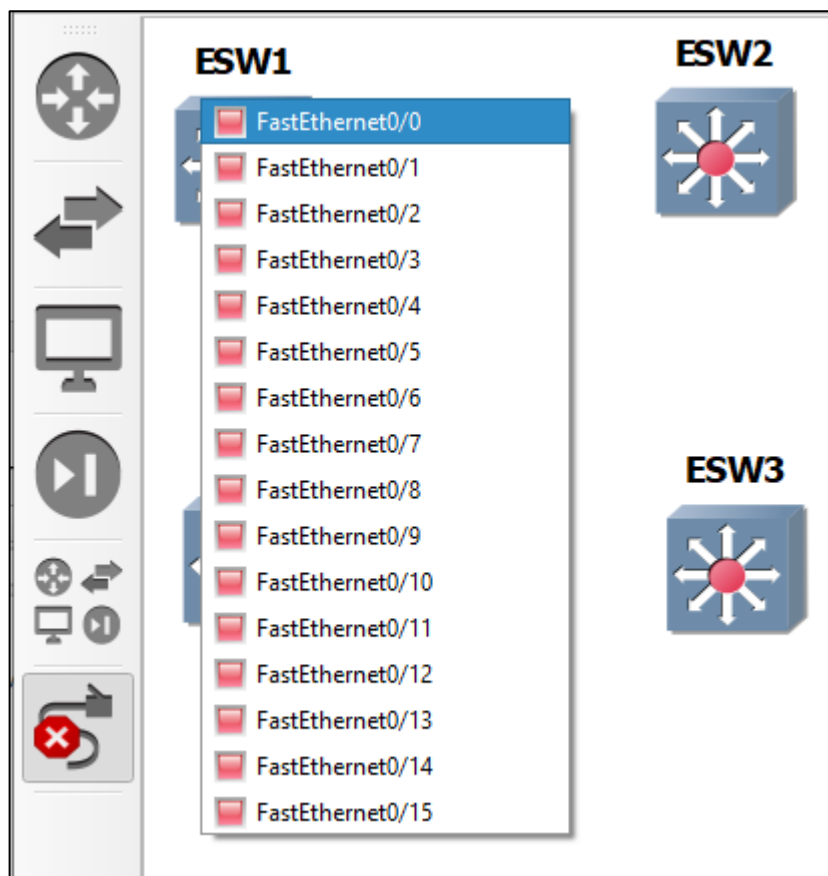 ESW1
ESW2
FastEthernet0/0
FastEthernet0/1
FastEthernet0/2
FastEthernet0/3
FastEthernet0/4
FastEthernet0/5
FastEthernet0/6
FastEthernet0/7
FastEthernet0/8
FastEthernet0/9
FastEthernet0/10
FastEthernet0/11
FastEthernet0/12
FastEthernet0/13
FastEthernet0/14
FastEthernet0/15
ESW3